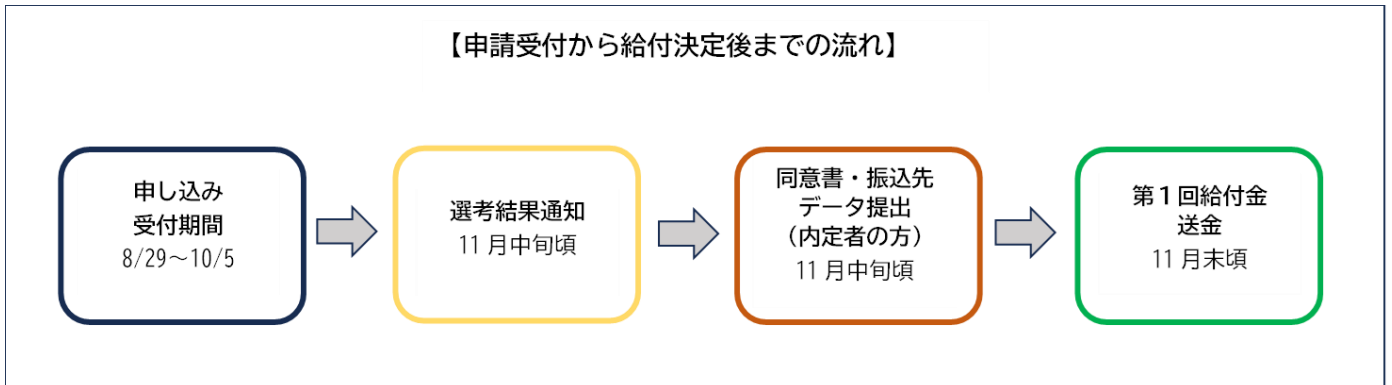 【申請受付から給付決定後までの流れ】
申し込み
受付期間
8/29～10/5
選考結果通知
11月中旬頃
同意書・振込先
データ提出
（内定者の方）
11月中旬頃
第１回給付金
送金
11月末頃